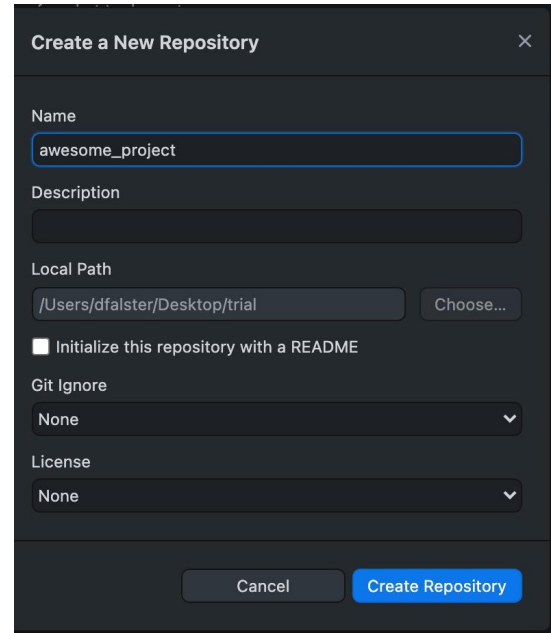 Create a New Repository
Name
awesome_project
Description
Local Path
/Users/dfalster/Desktop/trial
Choose...
Initialize this repository with a README
Git Ignore
None
License
None
Cancel
Create Repository